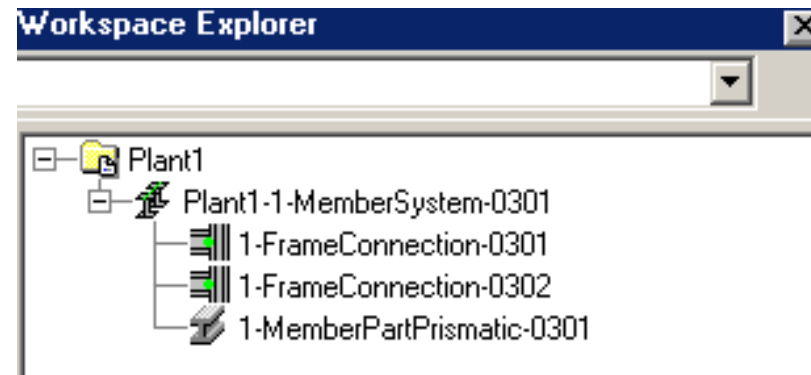 Workspace Explorer
Plant1
Plant1-1-MemberSystem-0301
1-FrameConnection-0301
1-FrameConnection-0302
1-MemberPartPrismatic-0301